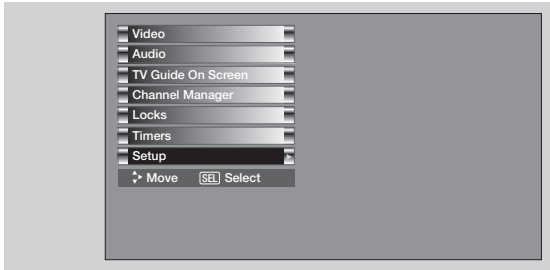 Video
Audio
TV Guide On Screen
Channel Manager
Locks
Timers
Setup
Move SEL Select